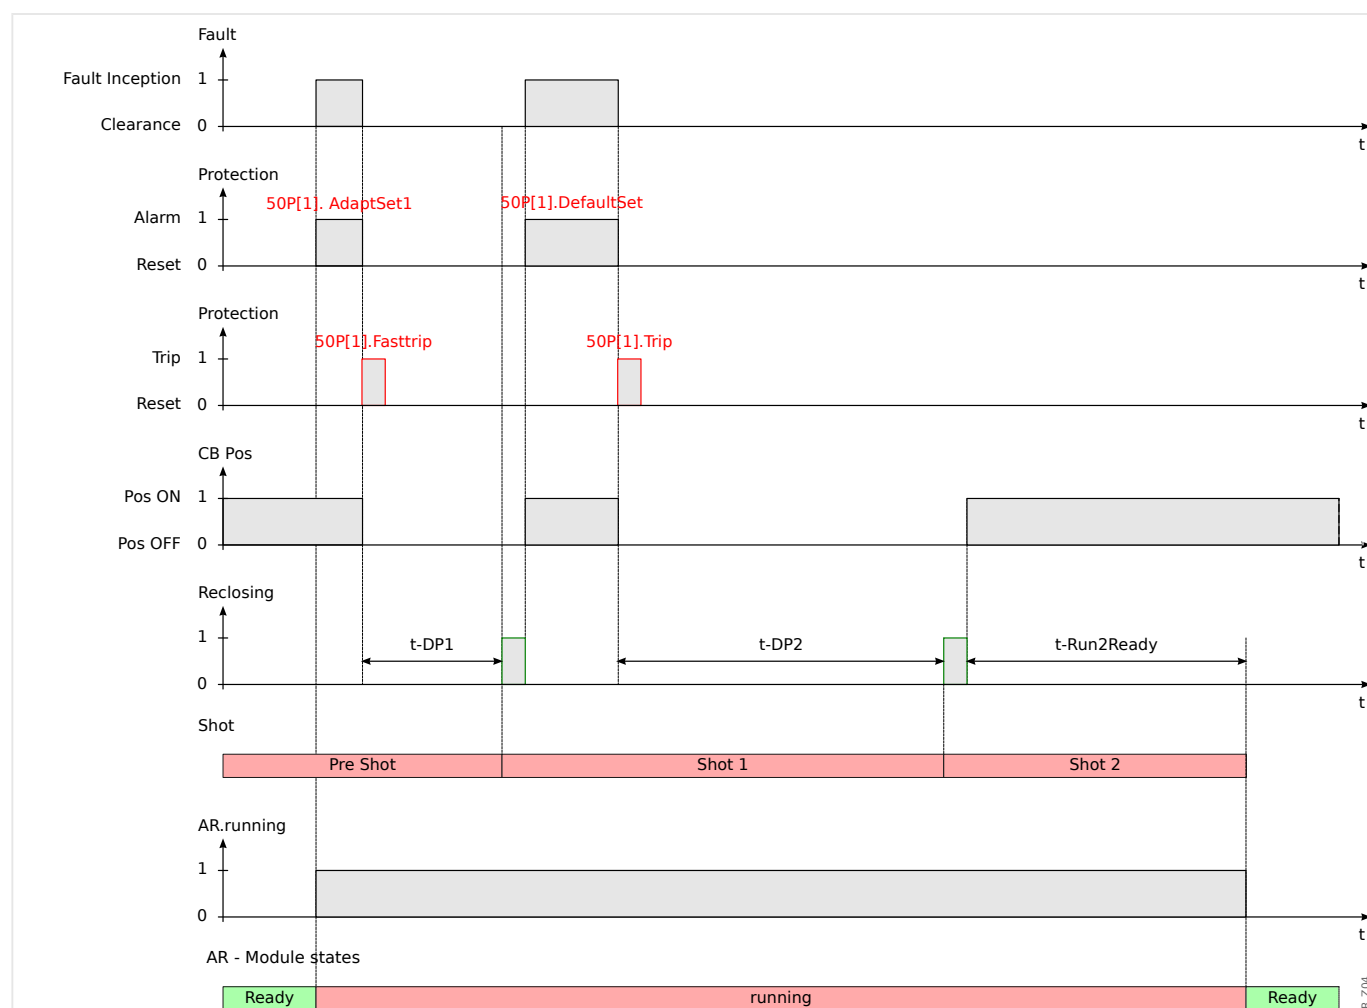 Fault
Fault Inception 1
Clearance 0
t
Protection
50P[1]. AdaptSet1 50P[1].DefaultSet
Alarm 1
Reset 0
t
Protection
50P[1].Fasttrip 50P[1].Trip
Trip 1
Reset 0
t
CB Pos
Pos ON 1
Pos OFF 0
t
Reclosing
1
t-DP1 t-DP2 t-Run2Ready
0
t
Shot
Pre Shot Shot 1 Shot 2
AR.running
1
0
t
AR - Module states
Ready running Ready